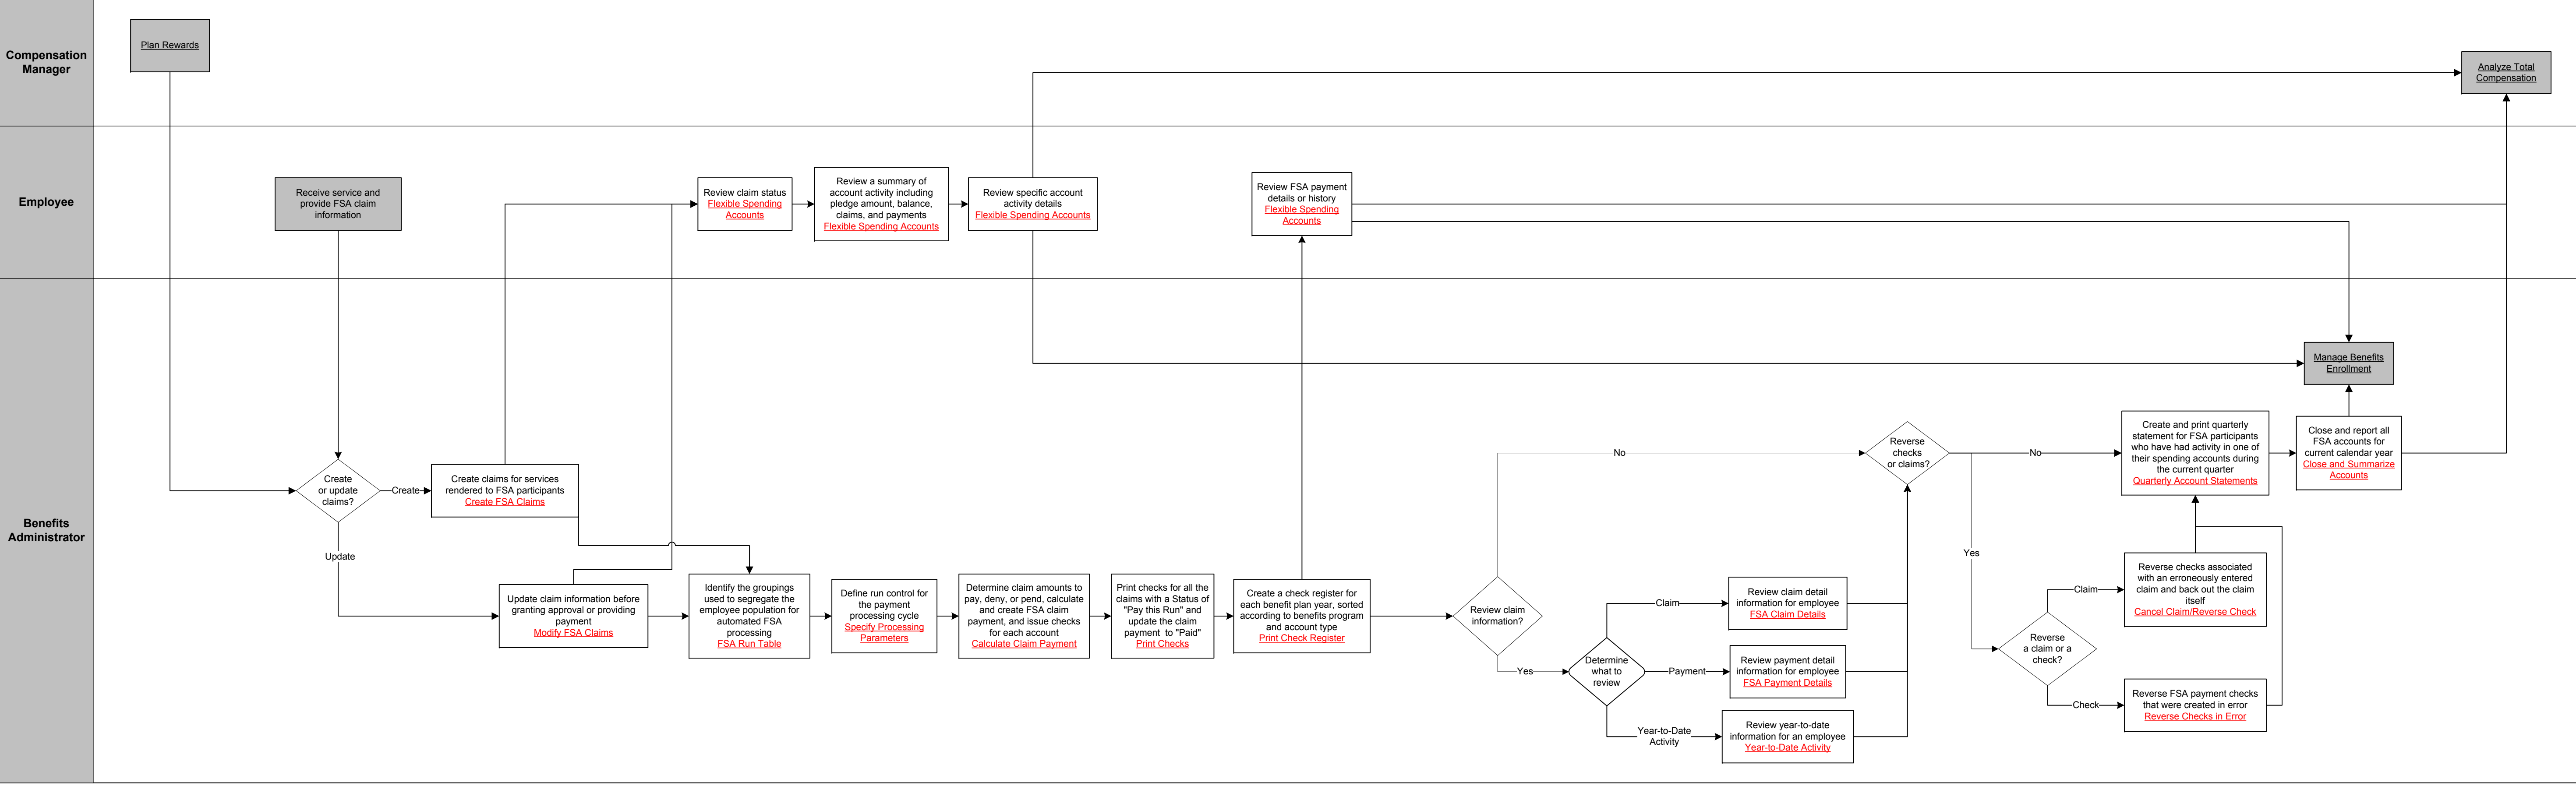 Compensation
Manager
Plan Rewards
Analyze Total
Compensation
Employee
Receive service and
provide FSA claim
information
Review claim status
Flexible Spending
Accounts
Review a summary of
account activity including
pledge amount, balance,
claims, and payments
Flexible Spending Accounts
Review specific account
activity details
Flexible Spending Accounts
Review FSA payment
details or history
Flexible Spending
Accounts
Benefits
Administrator
Create
or update
claims?
Create
Update
Create claims for services
rendered to FSA participants
Create FSA Claims
Update claim information before
granting approval or providing
payment
Modify FSA Claims
Identify the groupings
used to segregate the
employee population for
automated FSA
processing
FSA Run Table
Define run control for
the payment
processing cycle
Specify Processing
Parameters
Determine claim amounts to
pay, deny, or pend, calculate
and create FSA claim
payment, and issue checks
for each account
Calculate Claim Payment
Print checks for all the
claims with a Status of
"Pay this Run" and
update the claim
payment to "Paid"
Print Checks
Create a check register for
each benefit plan year, sorted
according to benefits program
and account type
Print Check Register
Review claim
information?
No
Yes
Determine
what to
review
Claim
Payment
Year-to-Date
Activity
Review claim detail
information for employee
FSA Claim Details
Review payment detail
information for employee
FSA Payment Details
Review year-to-date
information for an employee
Year-to-Date Activity
Reverse
checks
or claims?
No
Yes
Reverse
a claim or a
check?
Claim
Check
Reverse checks associated
with an erroneously entered
claim and back out the claim
itself
Cancel Claim/Reverse Check
Reverse FSA payment checks
that were created in error
Reverse Checks in Error
Create and print quarterly
statement for FSA participants
who have had activity in one of
their spending accounts during
the current quarter
Quarterly Account Statements
Close and report all
FSA accounts for
current calendar year
Close and Summarize
Accounts
Manage Benefits
Enrollment